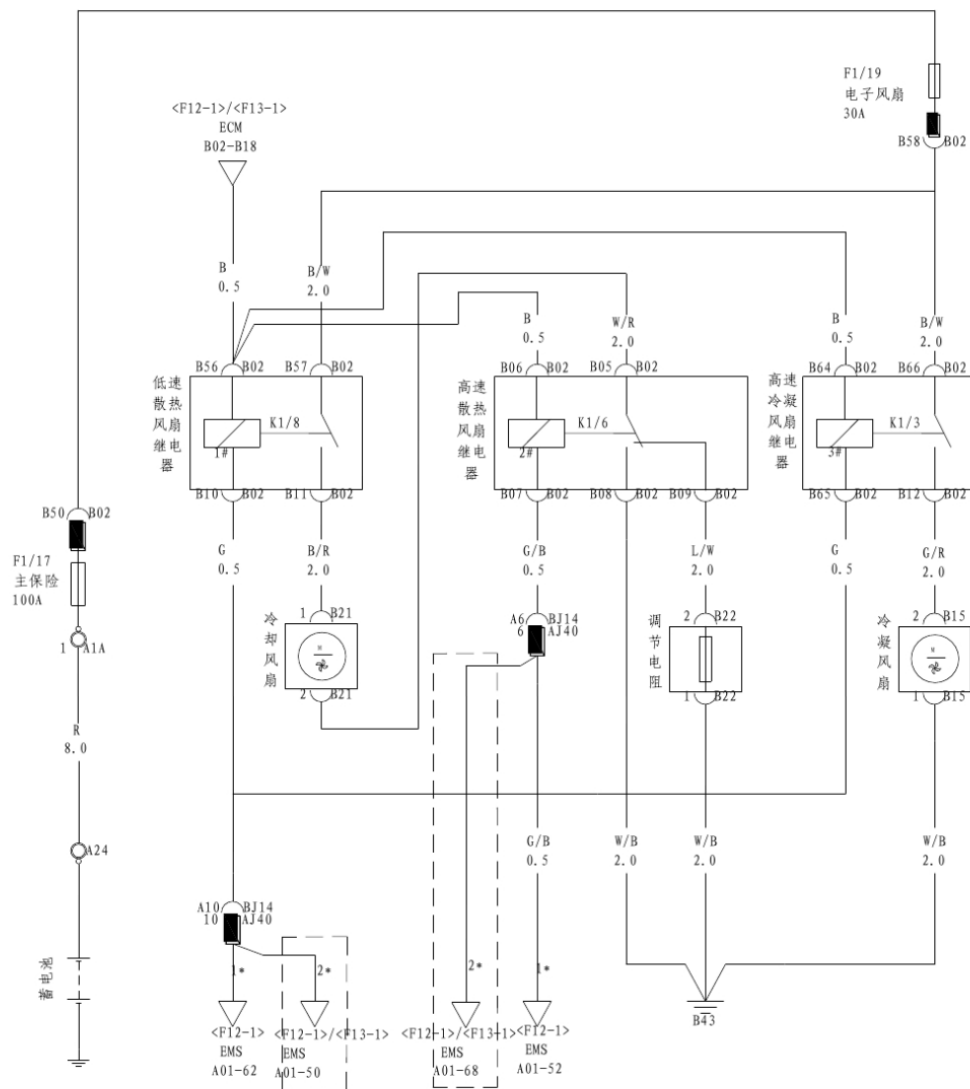 F1/19
电子风扇
30A
B58 B02
<F12-1>/<F13-1>
ECM
B02-B18
B
0.5
B/W
2.0
B
0.5
W/R
2.0
B
0.5
B/W
2.0
B56 B02 B57 B02
B06 B02 B05 B02
B64 B02 B66 B02
低速
散热
风扇
继电
器
1#
K1/8
高速
散热
风扇
继电
器
2#
K1/6
高速
冷凝
风扇
继电
器
3#
K1/3
B10 B02 B11 B02
B07 B02 B08 B02 B09 B02
B65 B02 B12 B02
B50 B02
F1/17
主保险
100A
1 A1A
R
8.0
A24
蓄电池
G
0.5
B/R
2.0
G/B
0.5
L/W
2.0
G
0.5
G/R
2.0
1 B21
冷却风扇
M
2 B21
A6 BJ14
6 AJ40
2 B22
调节电阻
1 B22
2 B15
冷凝风扇
M
1 B15
G/B
0.5
W/B
2.0
W/B
2.0
W/B
2.0
A10 BJ14
10 AJ40
1*
2*
2*
1*
<F12-1>
EMS
A01-62
<F12-1>/<F13-1>
EMS
A01-50
<F12-1>/<F13-1>
EMS
A01-68
<F12-1>
EMS
A01-52
B43